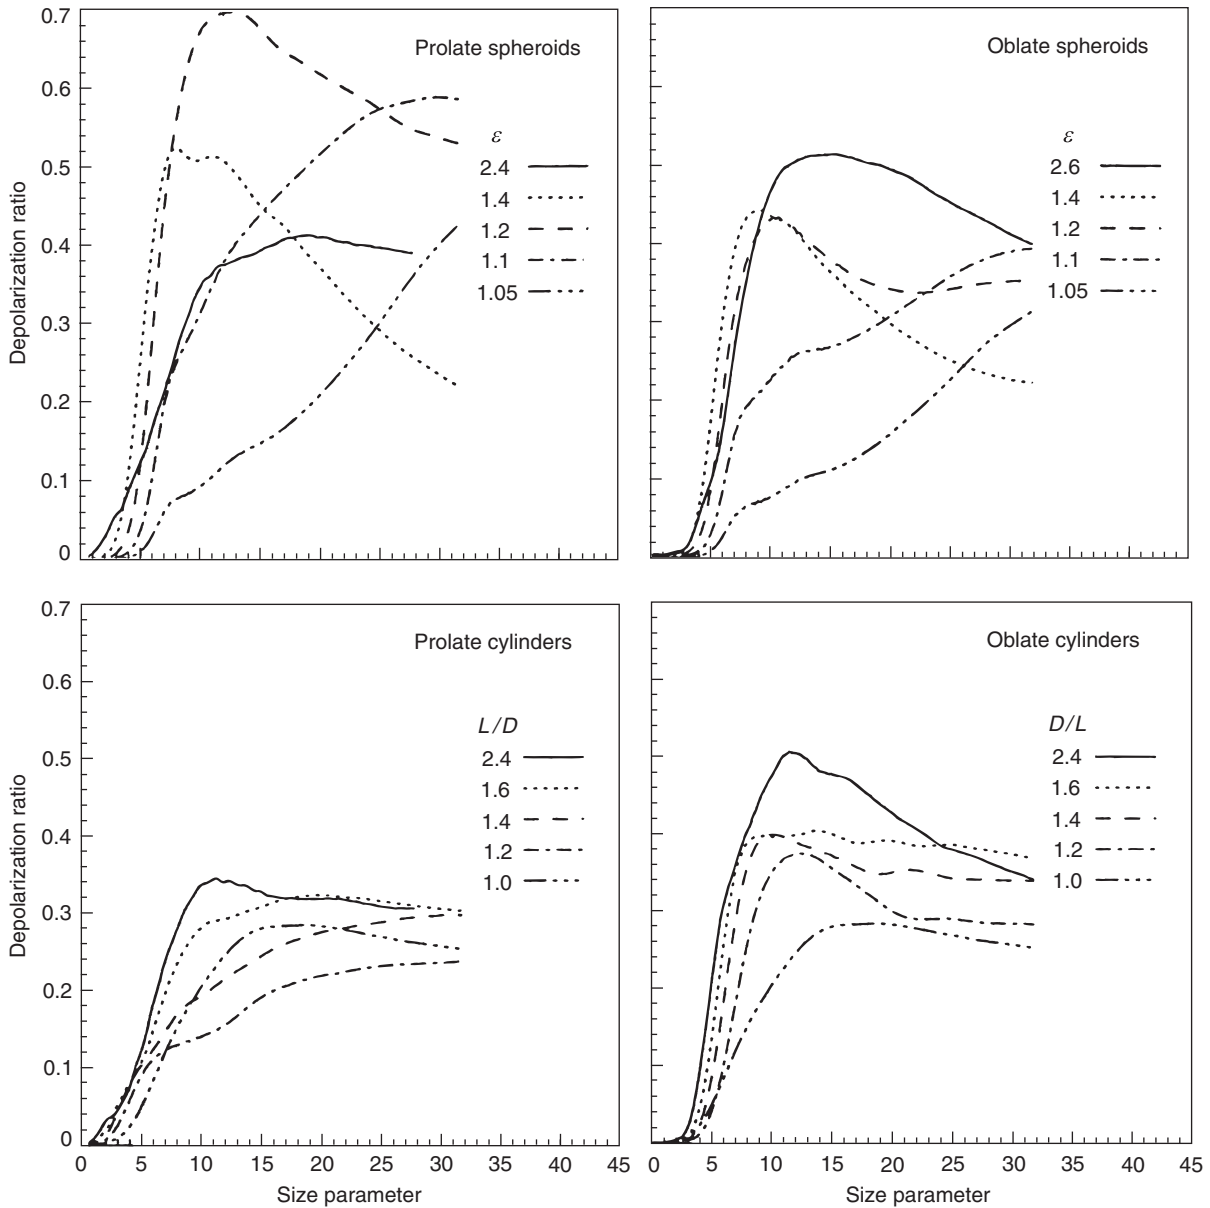 0.7
0.6
0.5
0.4
0.3
0.2
0.1
0
Depolarization ratio
Prolate spheroids
ε
2.4
1.4
1.2
1.1
1.05
Oblate spheroids
ε
2.6
1.4
1.2
1.1
1.05
0.7
0.6
0.5
0.4
0.3
0.2
0.1
0
Depolarization ratio
Prolate cylinders
L/D
2.4
1.6
1.4
1.2
1.0
0 5 10 15 20 25 30 35 40 45
Size parameter
Oblate cylinders
D/L
2.4
1.6
1.4
1.2
1.0
0 5 10 15 20 25 30 35 40 45
Size parameter